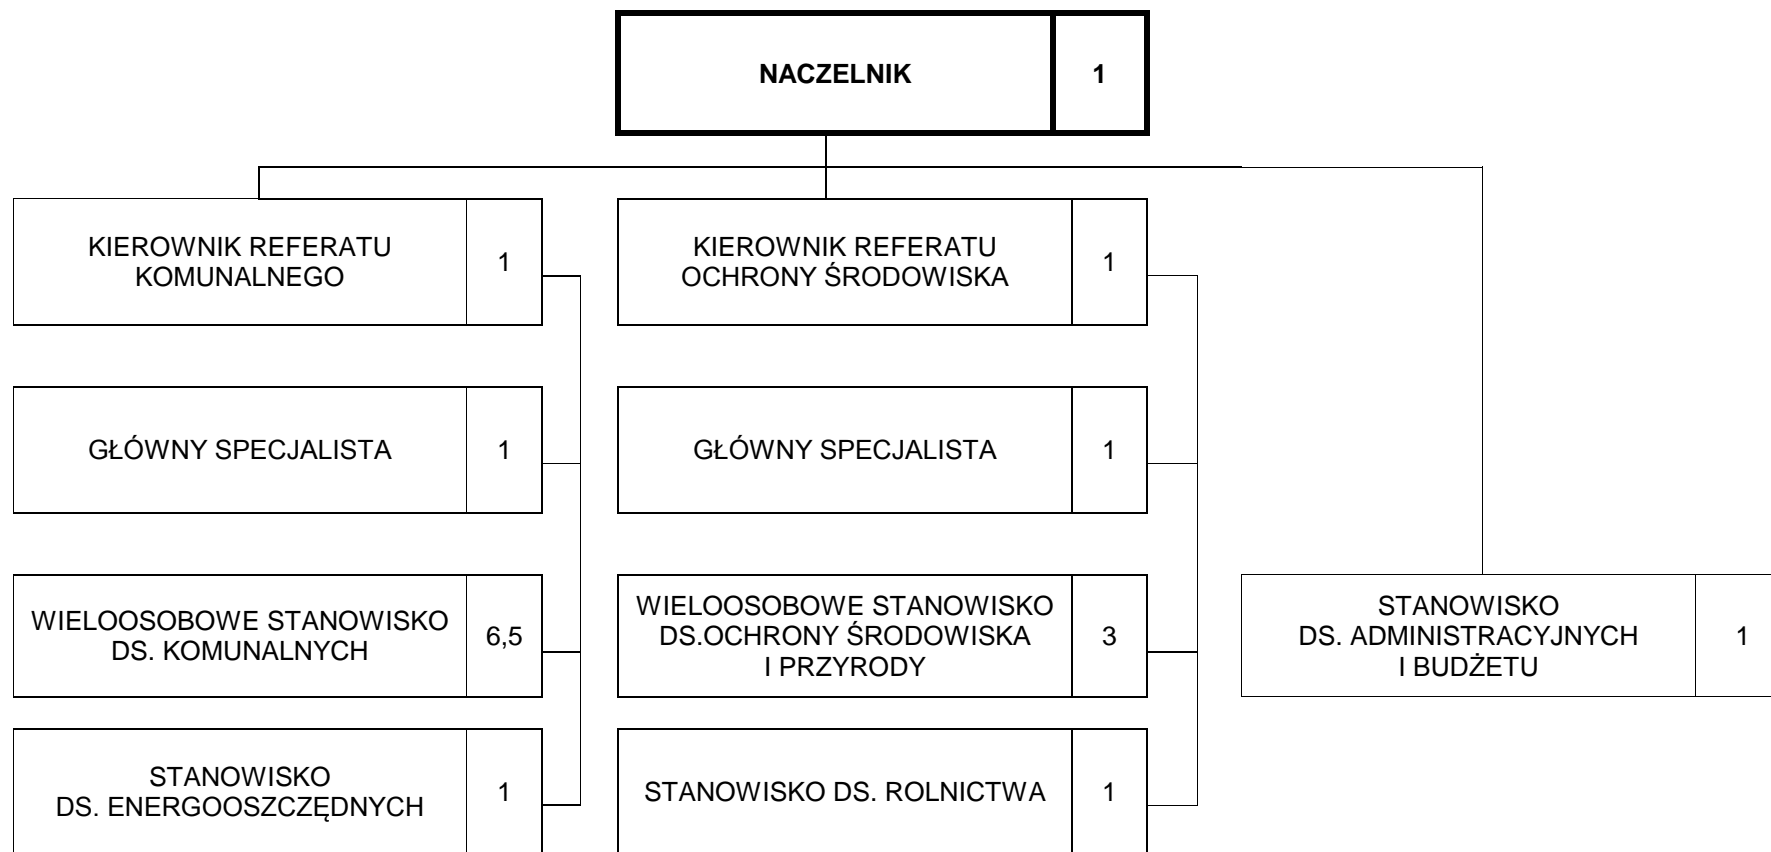 NACZELNIK 1
KIEROWNIK REFERATU
KOMUNALNEGO
1
KIEROWNIK REFERATU
OCHRONY ŚRODOWISKA
1
GŁÓWNY SPECJALISTA 1
GŁÓWNY SPECJALISTA 1
WIELOOSOBOWE STANOWISKO
DS. KOMUNALNYCH
6,5
WIELOOSOBOWE STANOWISKO
DS.OCHRONY ŚRODOWISKA
I PRZYRODY
3
STANOWISKO
DS. ADMINISTRACYJNYCH
I BUDŻETU
1
STANOWISKO
DS. ENERGOOSZCZĘDNYCH
1
STANOWISKO DS. ROLNICTWA 1